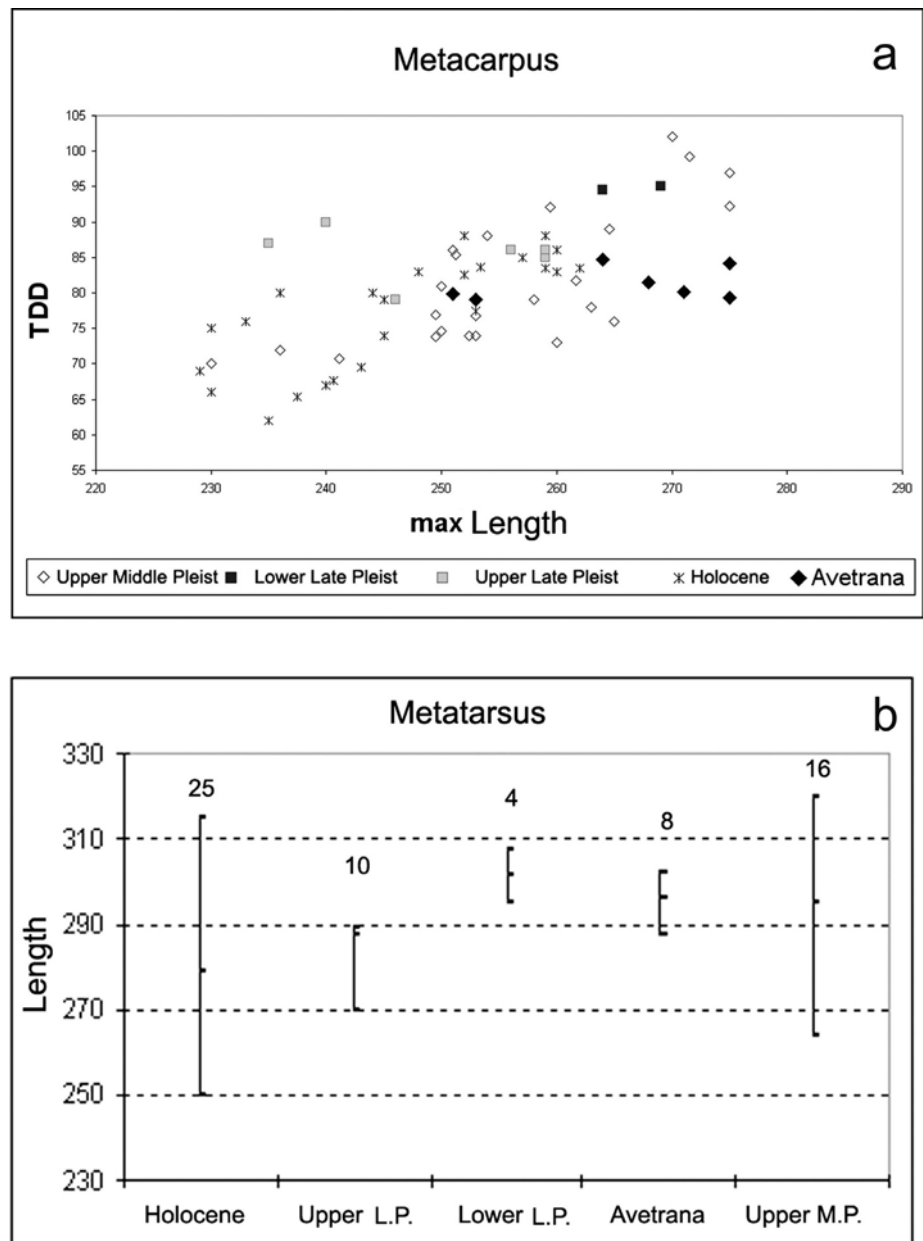 Metacarpus
a
105
100
95
90
85
80
75
70
65
60
55
TDD
220 230 240 250 260 270 280 290
max Length
Upper Middle Pleist Lower Late Pleist Upper Late Pleist Holocene Avetrana
Metatarsus
b
330
310
290
270
250
230
Length
25
10
4
8
16
Holocene Upper L.P. Lower L.P. Avetrana Upper M.P.